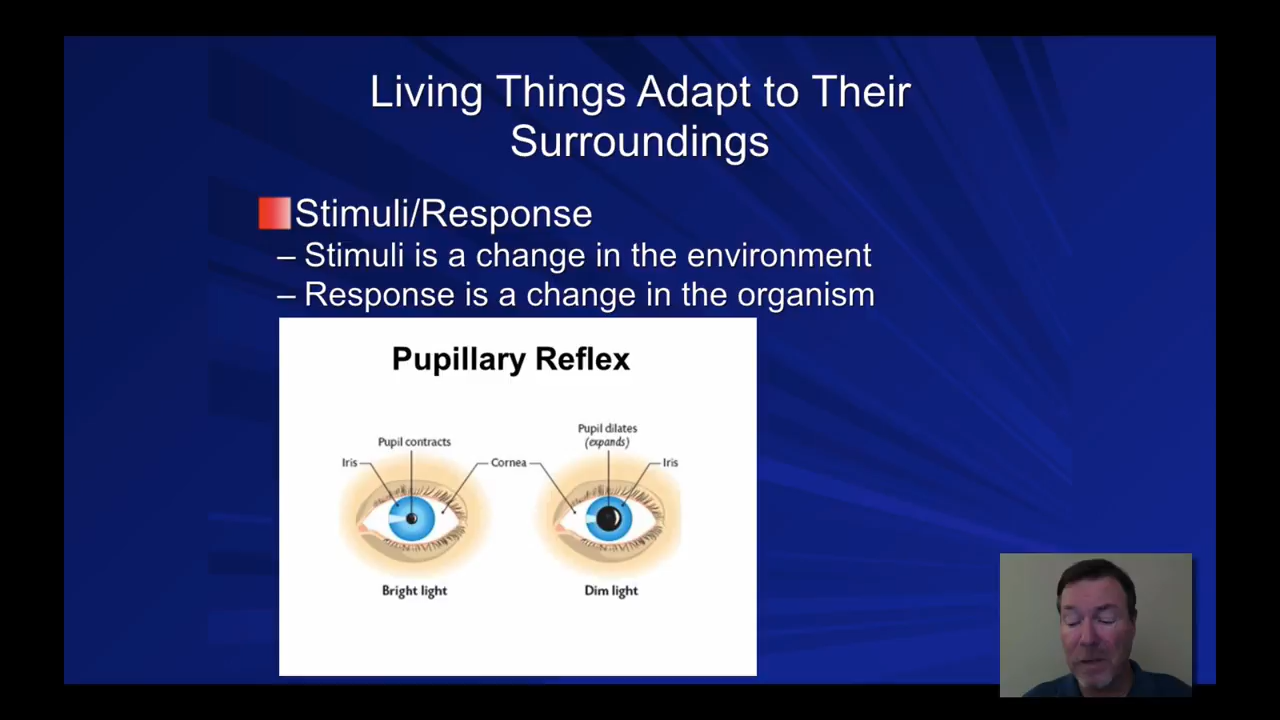 Living Things Adapt to Their
Surroundings
Stimuli/Response
– Stimuli is a change in the environment
– Response is a change in the organism
Pupillary Reflex
Pupil contracts
Pupil dilates
(expands)
Iris
Cornea
Iris
Bright light
Dim light